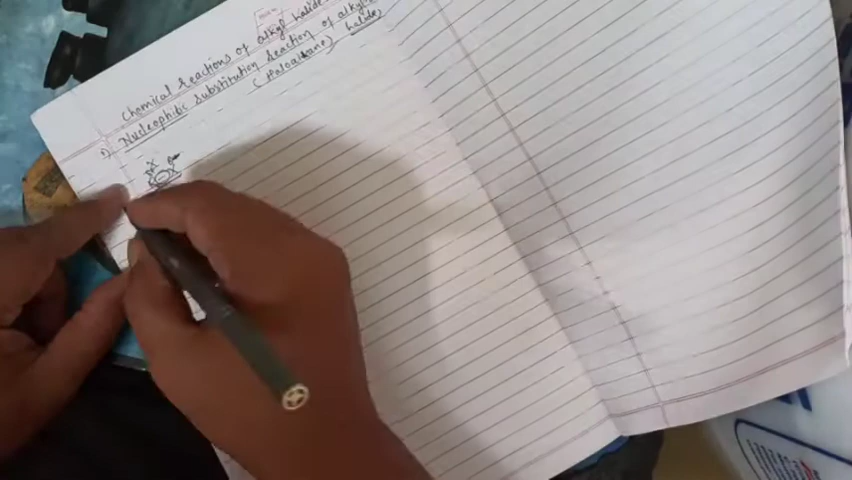 Chemical reactions of alkyl halide
1) Nucleophilic substitution reaction of alkyl
(Haloalkane) halide